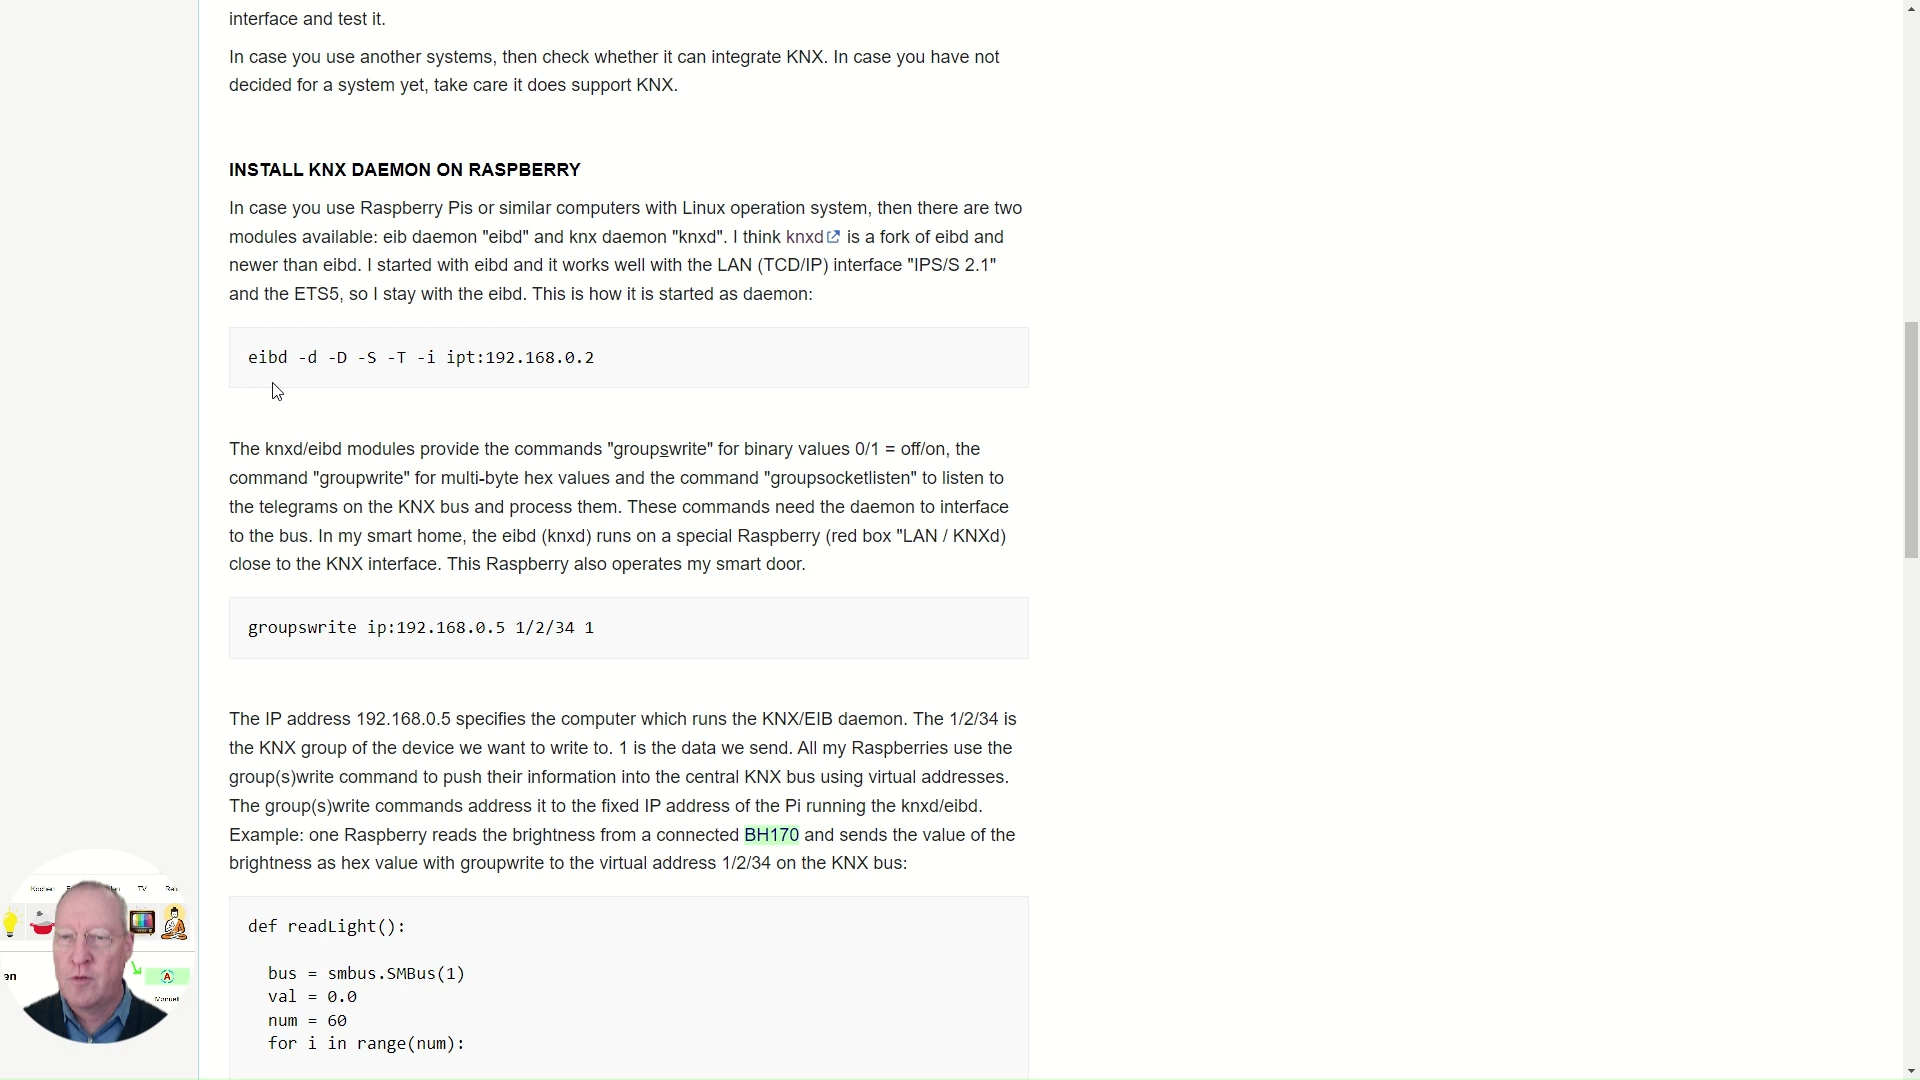 interface and test it.
In case you use another systems, then check whether it can integrate KNX. In case you have not
decided for a system yet, take care it does support KNX.
INSTALL KNX DAEMON ON RASPBERRY
In case you use Raspberry Pis or similar computers with Linux operation system, then there are two
modules available: eib daemon "eibd" and knx daemon "knxd". I think knxd is a fork of eibd and
newer than eibd. I started with eibd and it works well with the LAN (TCD/IP) interface "IPS/S 2.1"
and the ETS5, so I stay with the eibd. This is how it is started as daemon:
eibd -d -D -S -T -i ipt:192.168.0.2
The knxd/eibd modules provide the commands "groupswrite" for binary values 0/1 = off/on, the
command "groupwrite" for multi-byte hex values and the command "groupsocketlisten" to listen to
the telegrams on the KNX bus and process them. These commands need the daemon to interface
to the bus. In my smart home, the eibd (knxd) runs on a special Raspberry (red box "LAN / KNXd)
close to the KNX interface. This Raspberry also operates my smart door.
groupswrite ip:192.168.0.5 1/2/34 1
The IP address 192.168.0.5 specifies the computer which runs the KNX/EIB daemon. The 1/2/34 is
the KNX group of the device we want to write to. 1 is the data we send. All my Raspberries use the
group(s)write command to push their information into the central KNX bus using virtual addresses.
The group(s)write commands address it to the fixed IP address of the Pi running the knxd/eibd.
Example: one Raspberry reads the brightness from a connected BH170 and sends the value of the
brightness as hex value with groupwrite to the virtual address 1/2/34 on the KNX bus:
def readLight():
bus = smbus.SMBus(1)
val = 0.0
num = 60
for i in range(num):
Kochen TV
en A
Manuell